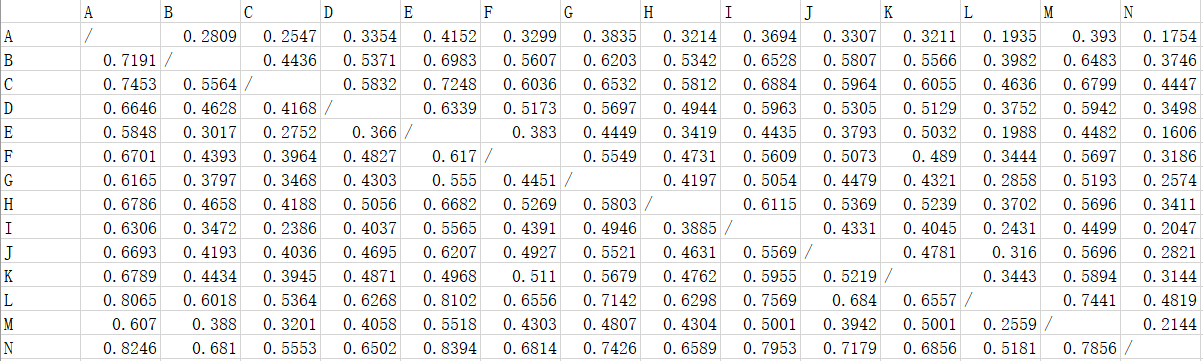 A B C D E F G H I J K L M N
A / 0.2809 0.2547 0.3354 0.4152 0.3299 0.3835 0.3214 0.3694 0.3307 0.3211 0.1935 0.393 0.1754
B 0.7191 / 0.4436 0.5371 0.6983 0.5607 0.6203 0.5342 0.6528 0.5807 0.5566 0.3982 0.6483 0.3746
C 0.7453 0.5564 / 0.5832 0.7248 0.6036 0.6532 0.5812 0.6884 0.5964 0.6055 0.4636 0.6799 0.4447
D 0.6646 0.4628 0.4168 / 0.6339 0.5173 0.5697 0.4944 0.5963 0.5305 0.5129 0.3752 0.5942 0.3498
E 0.5848 0.3017 0.2752 0.366 / 0.383 0.4449 0.3419 0.4435 0.3793 0.5032 0.1988 0.4482 0.1606
F 0.6701 0.4393 0.3964 0.4827 0.617 / 0.5549 0.4731 0.5609 0.5073 0.489 0.3444 0.5697 0.3186
G 0.6165 0.3797 0.3468 0.4303 0.555 0.4451 / 0.4197 0.5054 0.4479 0.4321 0.2858 0.5193 0.2574
H 0.6786 0.4658 0.4188 0.5056 0.6682 0.5269 0.5803 / 0.6115 0.5369 0.5239 0.3702 0.5696 0.3411
I 0.6306 0.3472 0.2386 0.4037 0.5565 0.4391 0.4946 0.3885 / 0.4331 0.4045 0.2431 0.4499 0.2047
J 0.6693 0.4193 0.4036 0.4695 0.6207 0.4927 0.5521 0.4631 0.5569 / 0.4781 0.316 0.5696 0.2821
K 0.6789 0.4434 0.3945 0.4871 0.4968 0.511 0.5679 0.4762 0.5955 0.5219 / 0.3443 0.5894 0.3144
L 0.8065 0.6018 0.5364 0.6268 0.8102 0.6556 0.7142 0.6298 0.7569 0.684 0.6557 / 0.7441 0.4819
M 0.607 0.388 0.3201 0.4058 0.5518 0.4303 0.4807 0.4304 0.5001 0.3942 0.5001 0.2559 / 0.2144
N 0.8246 0.681 0.5553 0.6502 0.8394 0.6814 0.7426 0.6589 0.7953 0.7179 0.6856 0.5181 0.7856 /